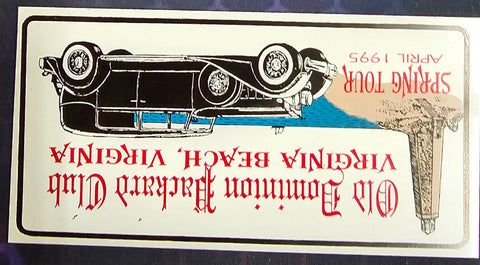 Old Dominion Packard Club
VIRGINIA BEACH, VIRGINIA
SPRING TOUR
APRIL 1995